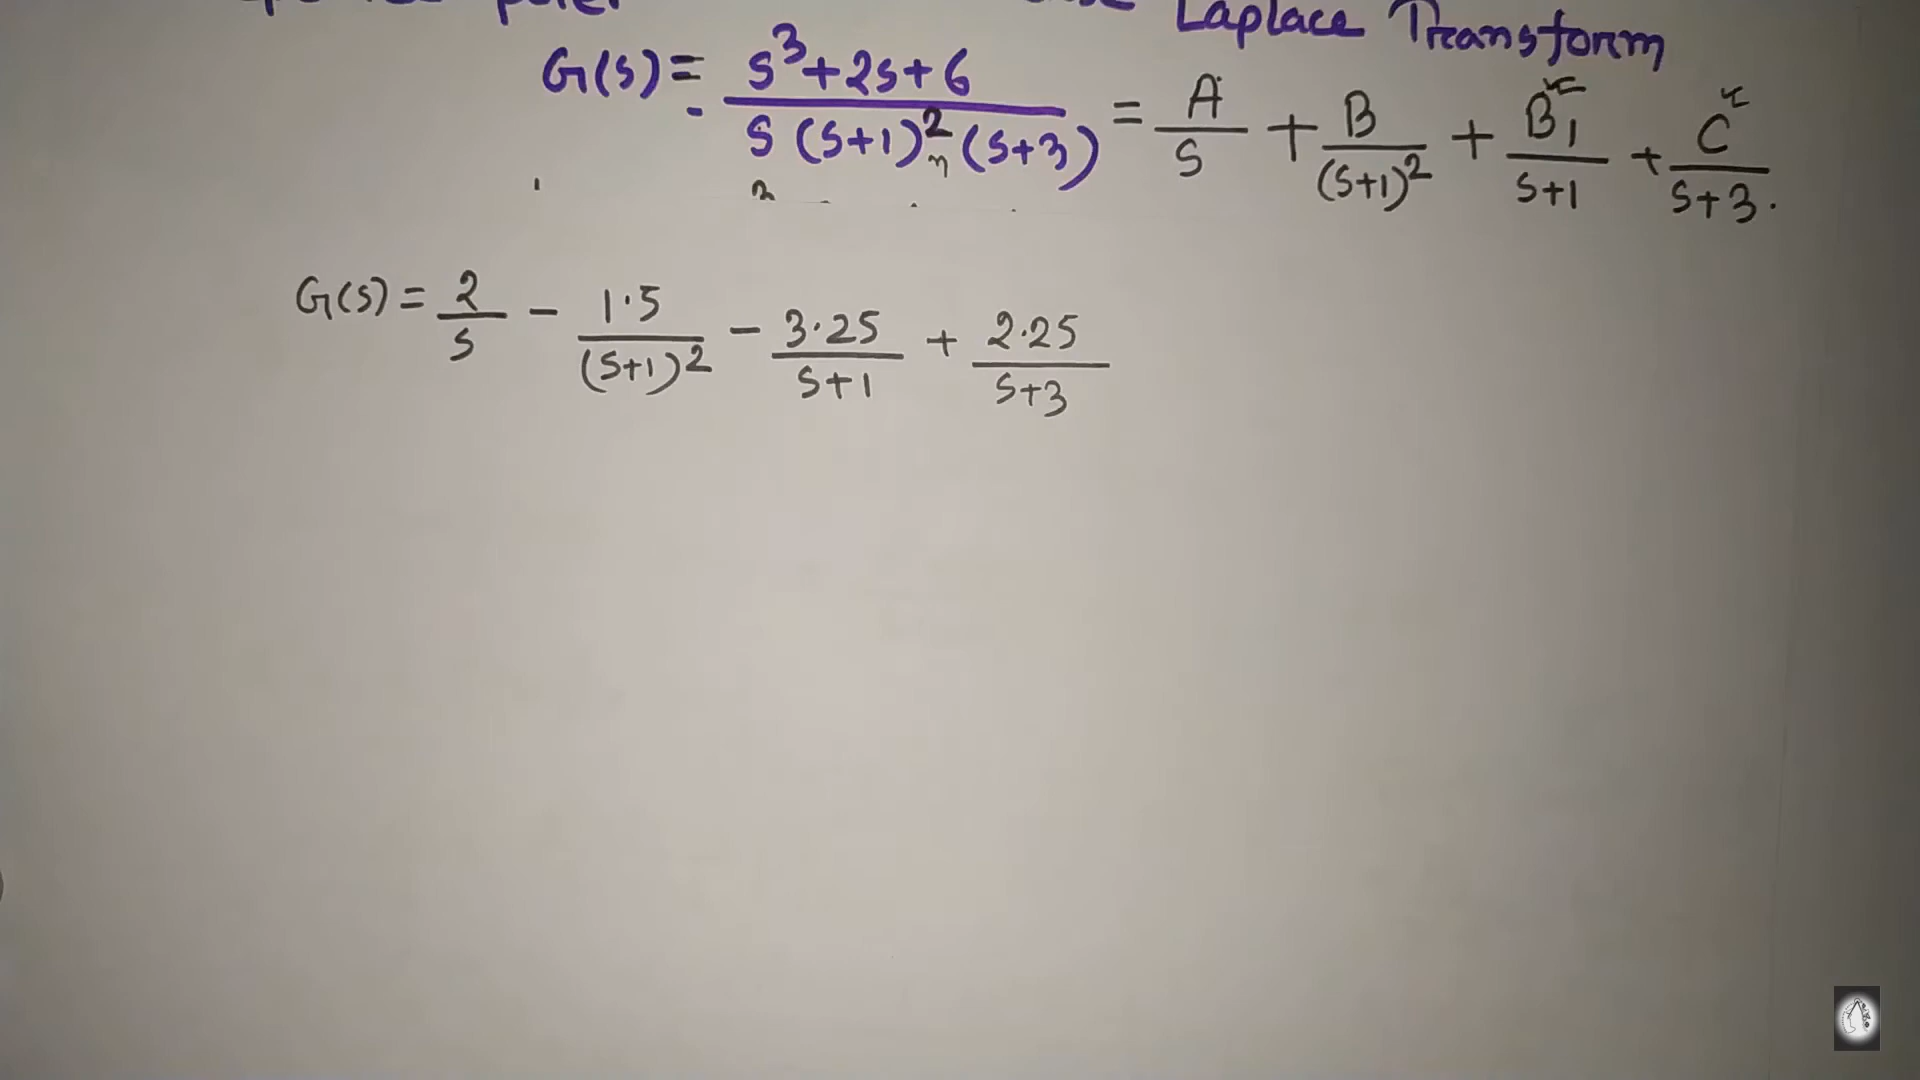 Laplace Transform
G(s) = s³+2s+6 / s (s+1)² (s+3) = A/s + B/(s+1)² + B₁/s+1 + C/s+3.
G(s) = 2/s - 1.5/(s+1)² - 3.25/s+1 + 2.25/s+3